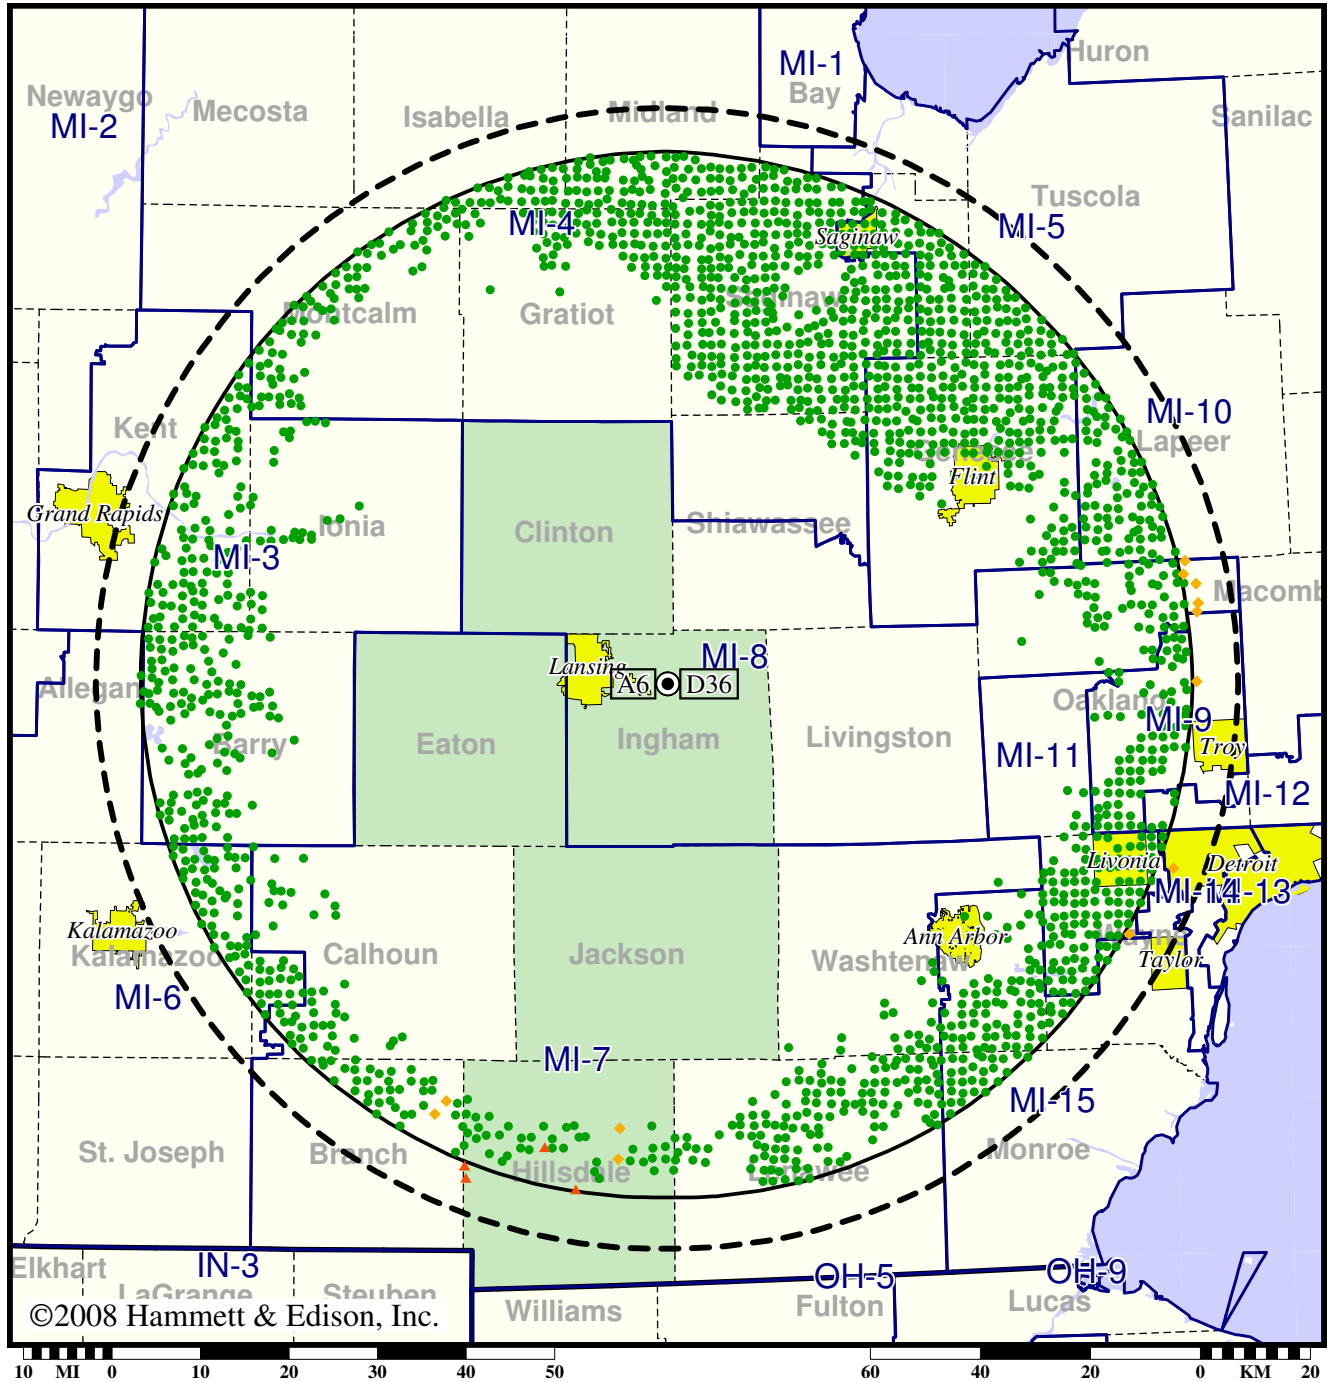 MI-1
Huron
Newaygo
Mecosta
Isabella
Midland
Bay
Sanilac
MI-2
Tuscola
MI-4
MI-5
Saginaw
Montcalm
Gratiot
Saginaw
MI-10
Kent
Lapeer
Genesee
Flint
Grand Rapids
Ionia
Clinton
Shiawassee
MI-3
Macomb
Lansing
MI-8
A6
D36
Allegan
Oakland
MI-9
Barry
Eaton
Ingham
Livingston
MI-11
Troy
MI-12
Livonia
Detroit
MI-14
MI-13
Kalamazoo
Ann Arbor
Wayne
Kalamazoo
Calhoun
Jackson
Washtenaw
Taylor
MI-6
MI-7
MI-15
St. Joseph
Branch
Hillsdale
Lenawee
Monroe
Elkhart
IN-3
OH-5
OH-9
LaGrange
Steuben
Williams
Fulton
Lucas
©2008 Hammett & Edison, Inc.
10 MI 0 10 20 30 40 50 60 40 20 0 KM 20